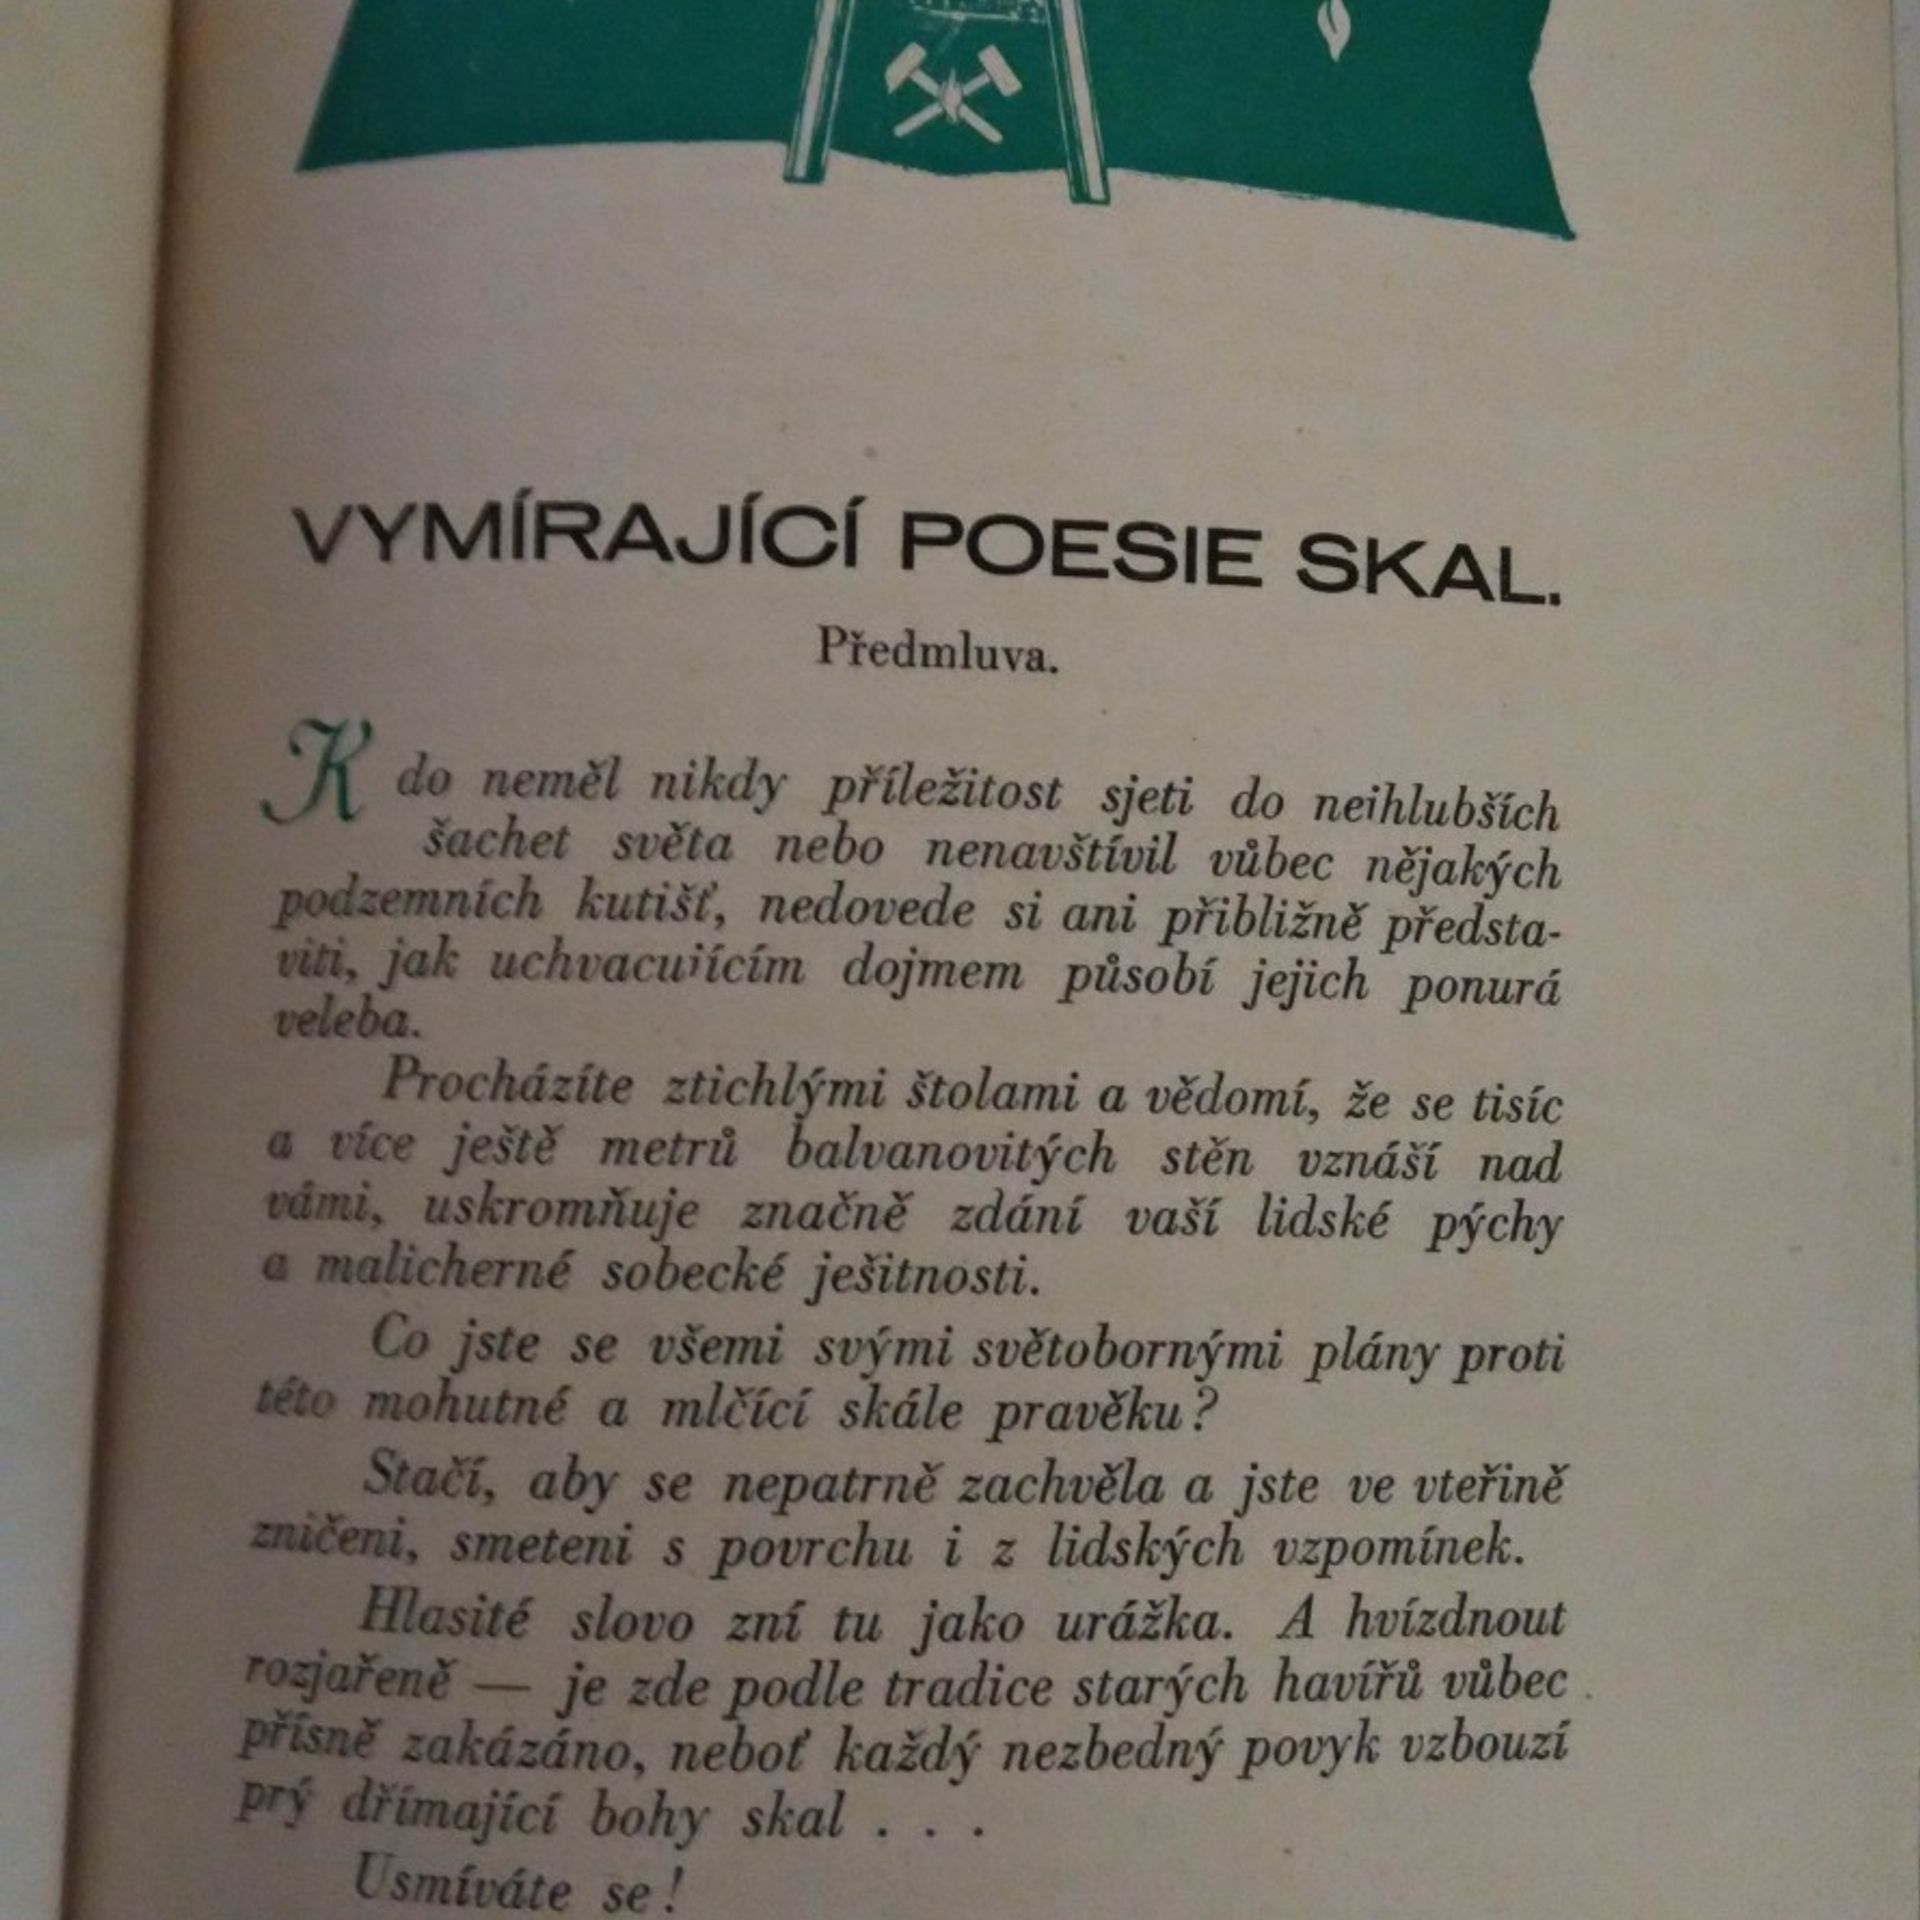 VYMÍRAJÍCÍ POESIE SKAL.
Předmluva.
Kdo neměl nikdy příležitost sjeti do neihlubších
šachet světa nebo nenavštívil vůbec nějakých
podzemních kutišť, nedovede si ani přibližně předsta-
viti, jak uchvacuiícím dojmem působí jejich ponurá
veleba.
Procházíte ztichlými štolami a vědomí, že se tisíc
a více ještě metrů balvanovitých stěn vznáší nad
vámi, uskromňuje značně zdání vaší lidské pýchy
a malicherné sobecké ješitnosti.
Co jste se všemi svými světobornými plány proti
této mohutné a mlčící skále pravěku?
Stačí, aby se nepatrně zachvěla a jste ve vteřině
zničeni, smeteni s povrchu i z lidských vzpomínek.
Hlasité slovo zní tu jako urážka. A hvízdnout
rozjařeně — je zde podle tradice starých havířů vůbec
přísně zakázáno, neboť každý nezbedný povyk vzbouzí
prý dřímající bohy skal . . .
Usmíváte se!